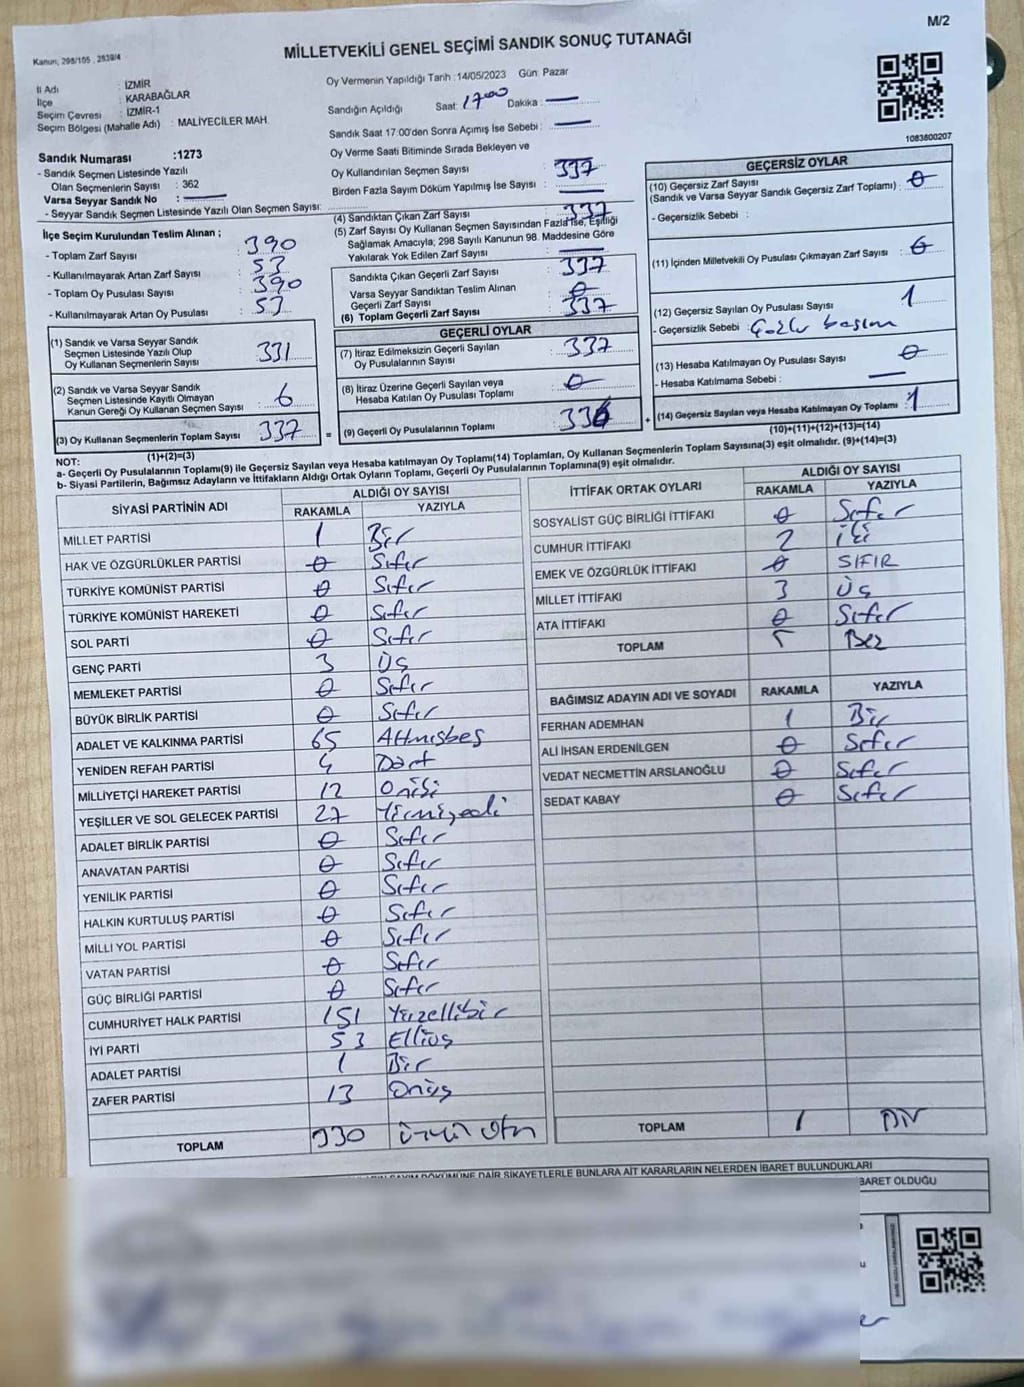 M/2
Kanun, 298/105 , 2839/4
MİLLETVEKİLİ GENEL SEÇİMİ SANDIK SONUÇ TUTANAĞI
İl Adı : İZMİR
İlçe : KARABAĞLAR
Seçim Çevresi : İZMİR-1
Seçim Bölgesi (Mahalle Adı) : MALİYECİLER MAH.
Sandık Numarası :1273
- Sandık Seçmen Listesinde Yazılı
Olan Seçmenlerin Sayısı : 362
Varsa Seyyar Sandık No :
- Seyyar Sandık Seçmen Listesinde Yazılı Olan Seçmen Sayısı:
İlçe Seçim Kurulundan Teslim Alınan ;
- Toplam Zarf Sayısı : 390
- Kullanılmayarak Artan Zarf Sayısı : 53
- Toplam Oy Pusulası Sayısı : 390
- Kullanılmayarak Artan Oy Pusulası : 53
(1) Sandık ve Varsa Seyyar Sandık
Seçmen Listesinde Yazılı Olup
Oy Kullanan Seçmenlerin Sayısı : 331
(2) Sandık ve Varsa Seyyar Sandık
Seçmen Listesinde Kayıtlı Olmayan
Kanun Gereği Oy Kullanan Seçmen Sayısı : 6
(3) Oy Kullanan Seçmenlerin Toplam Sayısı : 337
(1)+(2)=(3)
Oy Vermenin Yapıldığı Tarih :14/05/2023 Gün: Pazar
Sandığın Açıldığı Saat: 17:00 Dakika :
Sandık Saat 17:00'den Sonra Açımış İse Sebebi :
Oy Verme Saati Bitiminde Sırada Bekleyen ve
Oy Kullandırılan Seçmen Sayısı : 337
Birden Fazla Sayım Döküm Yapılmış İse Sayısı :
(4) Sandıktan Çıkan Zarf Sayısı : 337
(5) Zarf Sayısı Oy Kullanan Seçmen Sayısından Fazla İse, Eşitliği
Sağlamak Amacıyla; 298 Sayılı Kanunun 98. Maddesine Göre
Yakılarak Yok Edilen Zarf Sayısı :
Sandıkta Çıkan Geçerli Zarf Sayısı : 337
Varsa Seyyar Sandıktan Teslim Alınan
Geçerli Zarf Sayısı : 0
(6) Toplam Geçerli Zarf Sayısı : 337
GEÇERLİ OYLAR
(7) İtiraz Edilmeksizin Geçerli Sayılan
Oy Pusulalarının Sayısı : 337
(8) İtiraz Üzerine Geçerli Sayılan veya
Hesaba Katılan Oy Pusulası Toplamı : 0
= (9) Geçerli Oy Pusulalarının Toplamı : 336 +
1083800207
GEÇERSİZ OYLAR
(10) Geçersiz Zarf Sayısı
(Sandık ve Varsa Seyyar Sandık Geçersiz Zarf Toplamı) : 0
- Geçersizlik Sebebi :
(11) İçinden Milletvekili Oy Pusulası Çıkmayan Zarf Sayısı : 0
(12) Geçersiz Sayılan Oy Pusulası Sayısı 1
- Geçersizlik Sebebi :
(13) Hesaba Katılmayan Oy Pusulası Sayısı 0
- Hesaba Katılmama Sebebi :
(14) Geçersiz Sayılan veya Hesaba Katılmayan Oy Toplamı : 1
(10)+(11)+(12)+(13)=(14)
NOT:
a- Geçerli Oy Pusulalarının Toplamı(9) ile Geçersiz Sayılan veya Hesaba katılmayan Oy Toplamı(14) Toplamları, Oy Kullanan Seçmenlerin Toplam Sayısına(3) eşit olmalıdır. (9)+(14)=(3)
b- Siyasi Partilerin, Bağımsız Adayların ve İttifakların Aldığı Ortak Oyların Toplamı, Geçerli Oy Pusulalarının Toplamına(9) eşit olmalıdır.
SİYASİ PARTİNİN ADI ALDIĞI OY SAYISI
RAKAMLA YAZIYLA
MİLLET PARTİSİ 1 Bir
HAK VE ÖZGÜRLÜKLER PARTİSİ 0 Sıfır
TÜRKİYE KOMÜNİST PARTİSİ 0 Sıfır
TÜRKİYE KOMÜNİST HAREKETİ 0 Sıfır
SOL PARTİ 0 Sıfır
GENÇ PARTİ 3 Üç
MEMLEKET PARTİSİ 0 Sıfır
BÜYÜK BİRLİK PARTİSİ 0 Sıfır
ADALET VE KALKINMA PARTİSİ 65 Altmışbeş
YENİDEN REFAH PARTİSİ 4 Dört
MİLLİYETÇİ HAREKET PARTİSİ 12 Oniki
YEŞİLLER VE SOL GELECEK PARTİSİ 27 Yirmiyedi
ADALET BİRLİK PARTİSİ 0 Sıfır
ANAVATAN PARTİSİ 0 Sıfır
YENİLİK PARTİSİ 0 Sıfır
HALKIN KURTULUŞ PARTİSİ 0 Sıfır
MİLLİ YOL PARTİSİ 0 Sıfır
VATAN PARTİSİ 0 Sıfır
GÜÇ BİRLİĞİ PARTİSİ 0 Sıfır
CUMHURİYET HALK PARTİSİ 151 Yüzellibir
İYİ PARTİ 53 Elliüç
ADALET PARTİSİ 1 Bir
ZAFER PARTİSİ 13 Onüç
TOPLAM 330
İTTİFAK ORTAK OYLARI ALDIĞI OY SAYISI
RAKAMLA YAZIYLA
SOSYALİST GÜÇ BİRLİĞİ İTTİFAKI 0 Sıfır
CUMHUR İTTİFAKI 2 iki
EMEK VE ÖZGÜRLÜK İTTİFAKI 0 SIFIR
MİLLET İTTİFAKI 3 Üç
ATA İTTİFAKI 0 Sıfır
TOPLAM 5 Beş
BAĞIMSIZ ADAYIN ADI VE SOYADI RAKAMLA YAZIYLA
FERHAN ADEMHAN 1 Bir
ALİ İHSAN ERDENİLGEN 0 Sıfır
VEDAT NECMETTİN ARSLANOĞLU 0 Sıfır
SEDAT KABAY 0 Sıfır
TOPLAM 1 Bir
SAYIM DÖKÜMÜNE DAİR ŞİKAYETLERLE BUNLARA AİT KARARLARIN NELERDEN İBARET BULUNDUKLARI
BARET OLDUĞU